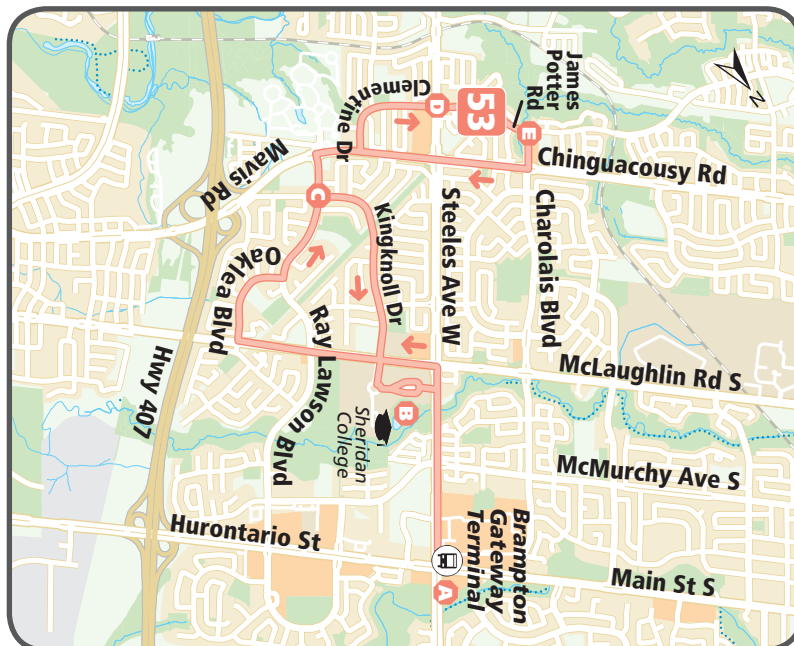 James
Potter
Rd
N
Clementine Dr
D
53
E
Chinguacousy Rd
Mavis Rd
C
Kingknoll Dr
Steeles Ave W
Charolais Blvd
Oaklea Blvd
Ray Lawson Blvd
Hwy 407
McLaughlin Rd S
B
Sheridan
College
McMurchy Ave S
Hurontario St
Brampton
Gateway
Terminal
A
Main St S